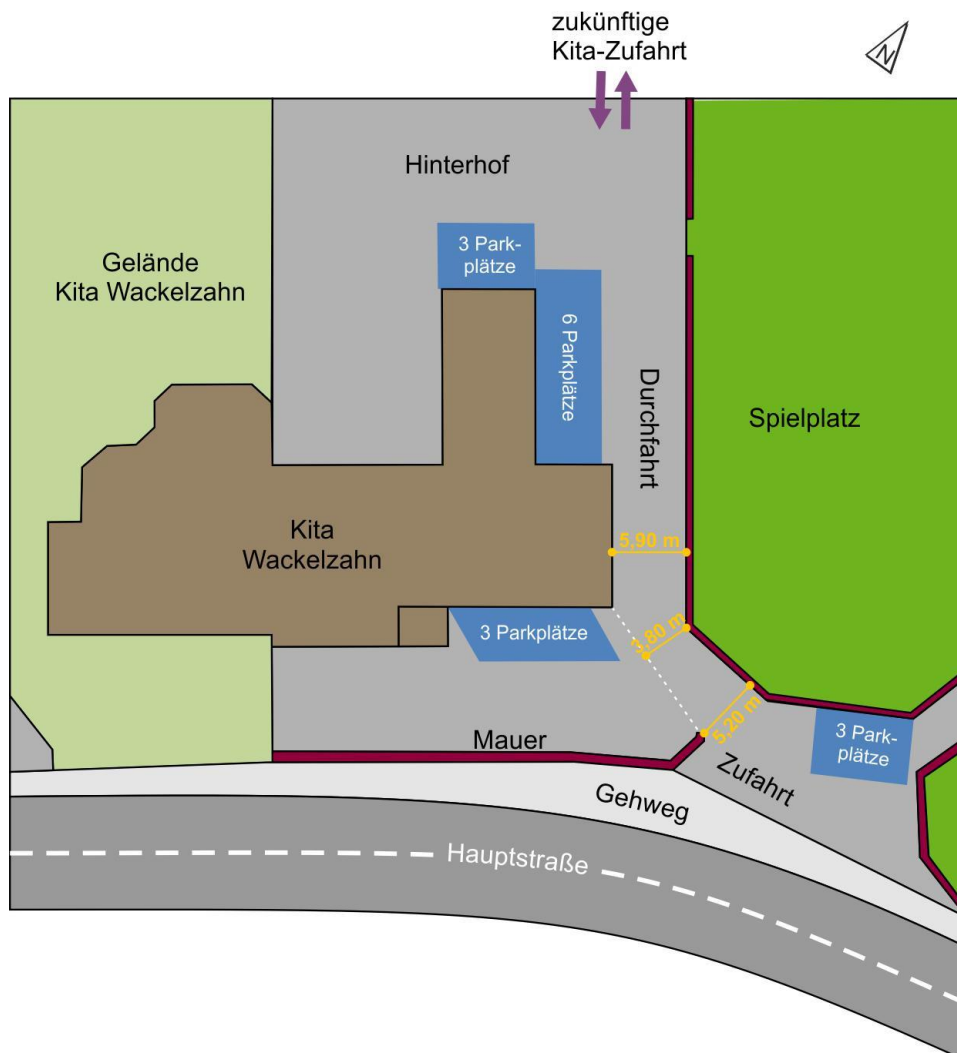 zukünftige
Kita-Zufahrt
N
Hinterhof
3 Park-
plätze
Gelände
Kita Wackelzahn
6 Parkplätze
Durchfahrt
Spielplatz
Kita
Wackelzahn
5,90 m
3,80 m
3 Parkplätze
5,20 m
3 Park-
plätze
Mauer
Zufahrt
Gehweg
Hauptstraße